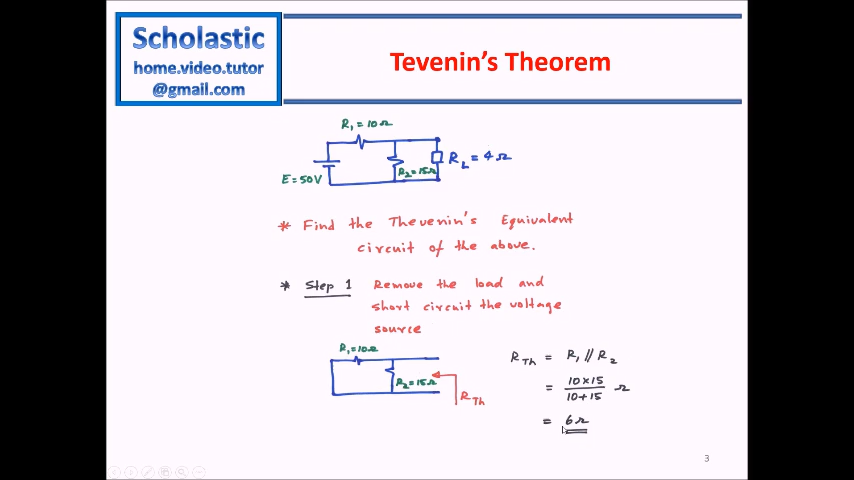 Scholastic
home.video.tutor
@gmail.com
Tevenin's Theorem
R1 = 10 Ω
E = 50V
R2 = 15Ω
RL = 4 Ω
* Find the Thevenin's Equivalent
circuit of the above.
* Step 1 Remove the load and
short circuit the voltage
source
R1 = 10Ω
R2 = 15Ω
RTh
RTh = R1 // R2
= 10×15 / 10+15 Ω
= 6Ω
3